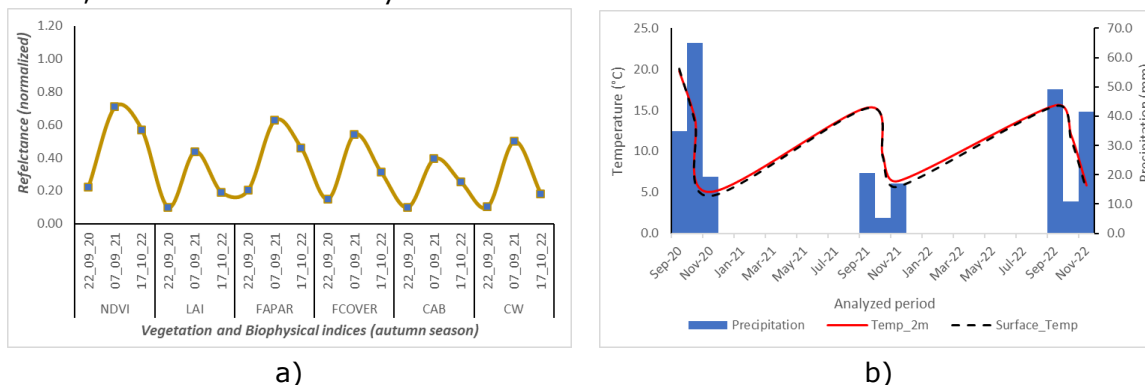 1.20
1.00
0.80
0.60
0.40
0.20
0.00
Refelctance (normalized)
22_09_20
07_09_21
17_10_22
22_09_20
07_09_21
17_10_22
22_09_20
07_09_21
17_10_22
22_09_20
07_09_21
17_10_22
22_09_20
07_09_21
17_10_22
22_09_20
07_09_21
17_10_22
NDVI LAI FAPAR FCOVER CAB CW
Vegetation and Biophysical indices (autumn season)
a)
25.0
20.0
15.0
10.0
5.0
0.0
Temperature (°C)
70.0
60.0
50.0
40.0
30.0
20.0
10.0
0.0
Precipitation (mm)
Sep-20
Nov-20
Jan-21
Mar-21
May-21
Jul-21
Sep-21
Nov-21
Jan-22
Mar-22
May-22
Jul-22
Sep-22
Nov-22
Analyzed period
Precipitation Temp_2m Surface_Temp
b)